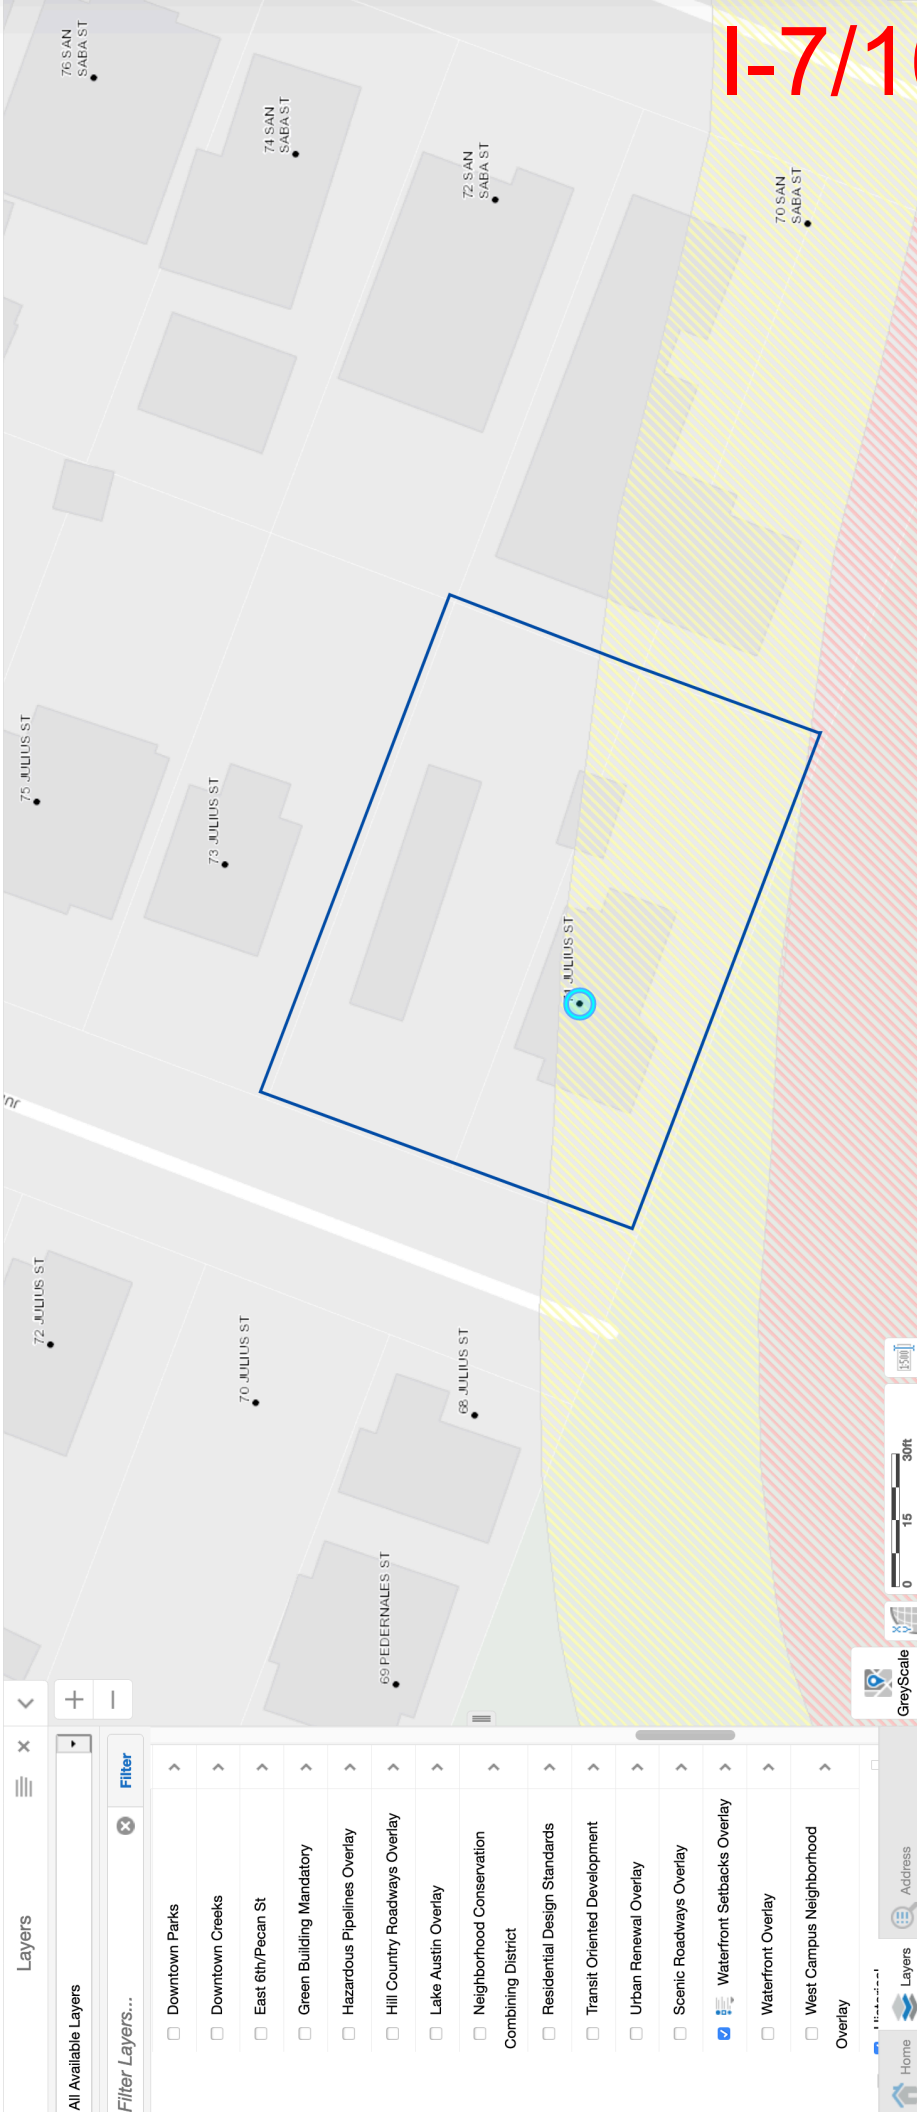 I-7/1
Layers
All Available Layers
Filter Layers...
Filter
Downtown Parks
Downtown Creeks
East 6th/Pecan St
Green Building Mandatory
Hazardous Pipelines Overlay
Hill Country Roadways Overlay
Lake Austin Overlay
Neighborhood Conservation
Combining District
Residential Design Standards
Transit Oriented Development
Urban Renewal Overlay
Scenic Roadways Overlay
Waterfront Setbacks Overlay
Waterfront Overlay
West Campus Neighborhood
Overlay
Home
Layers
Address
76 SAN
SABA ST
74 SAN
SABA ST
72 SAN
SABA ST
70 SAN
SABA ST
75 JULIUS ST
73 JULIUS ST
JULIUS ST
72 JULIUS ST
70 JULIUS ST
68 JULIUS ST
69 PEDERNALES ST
GreyScale
0 15 30ft
1:500